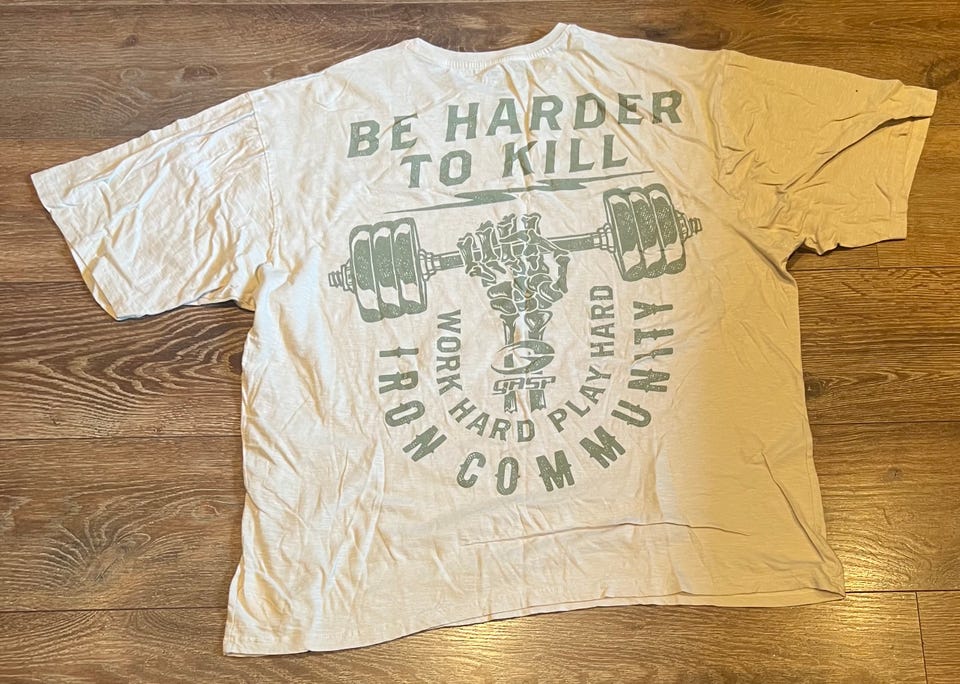 BE HARDER
TO KILL
WORK HARD PLAY HARD
GASP
IRON COMMUNITY